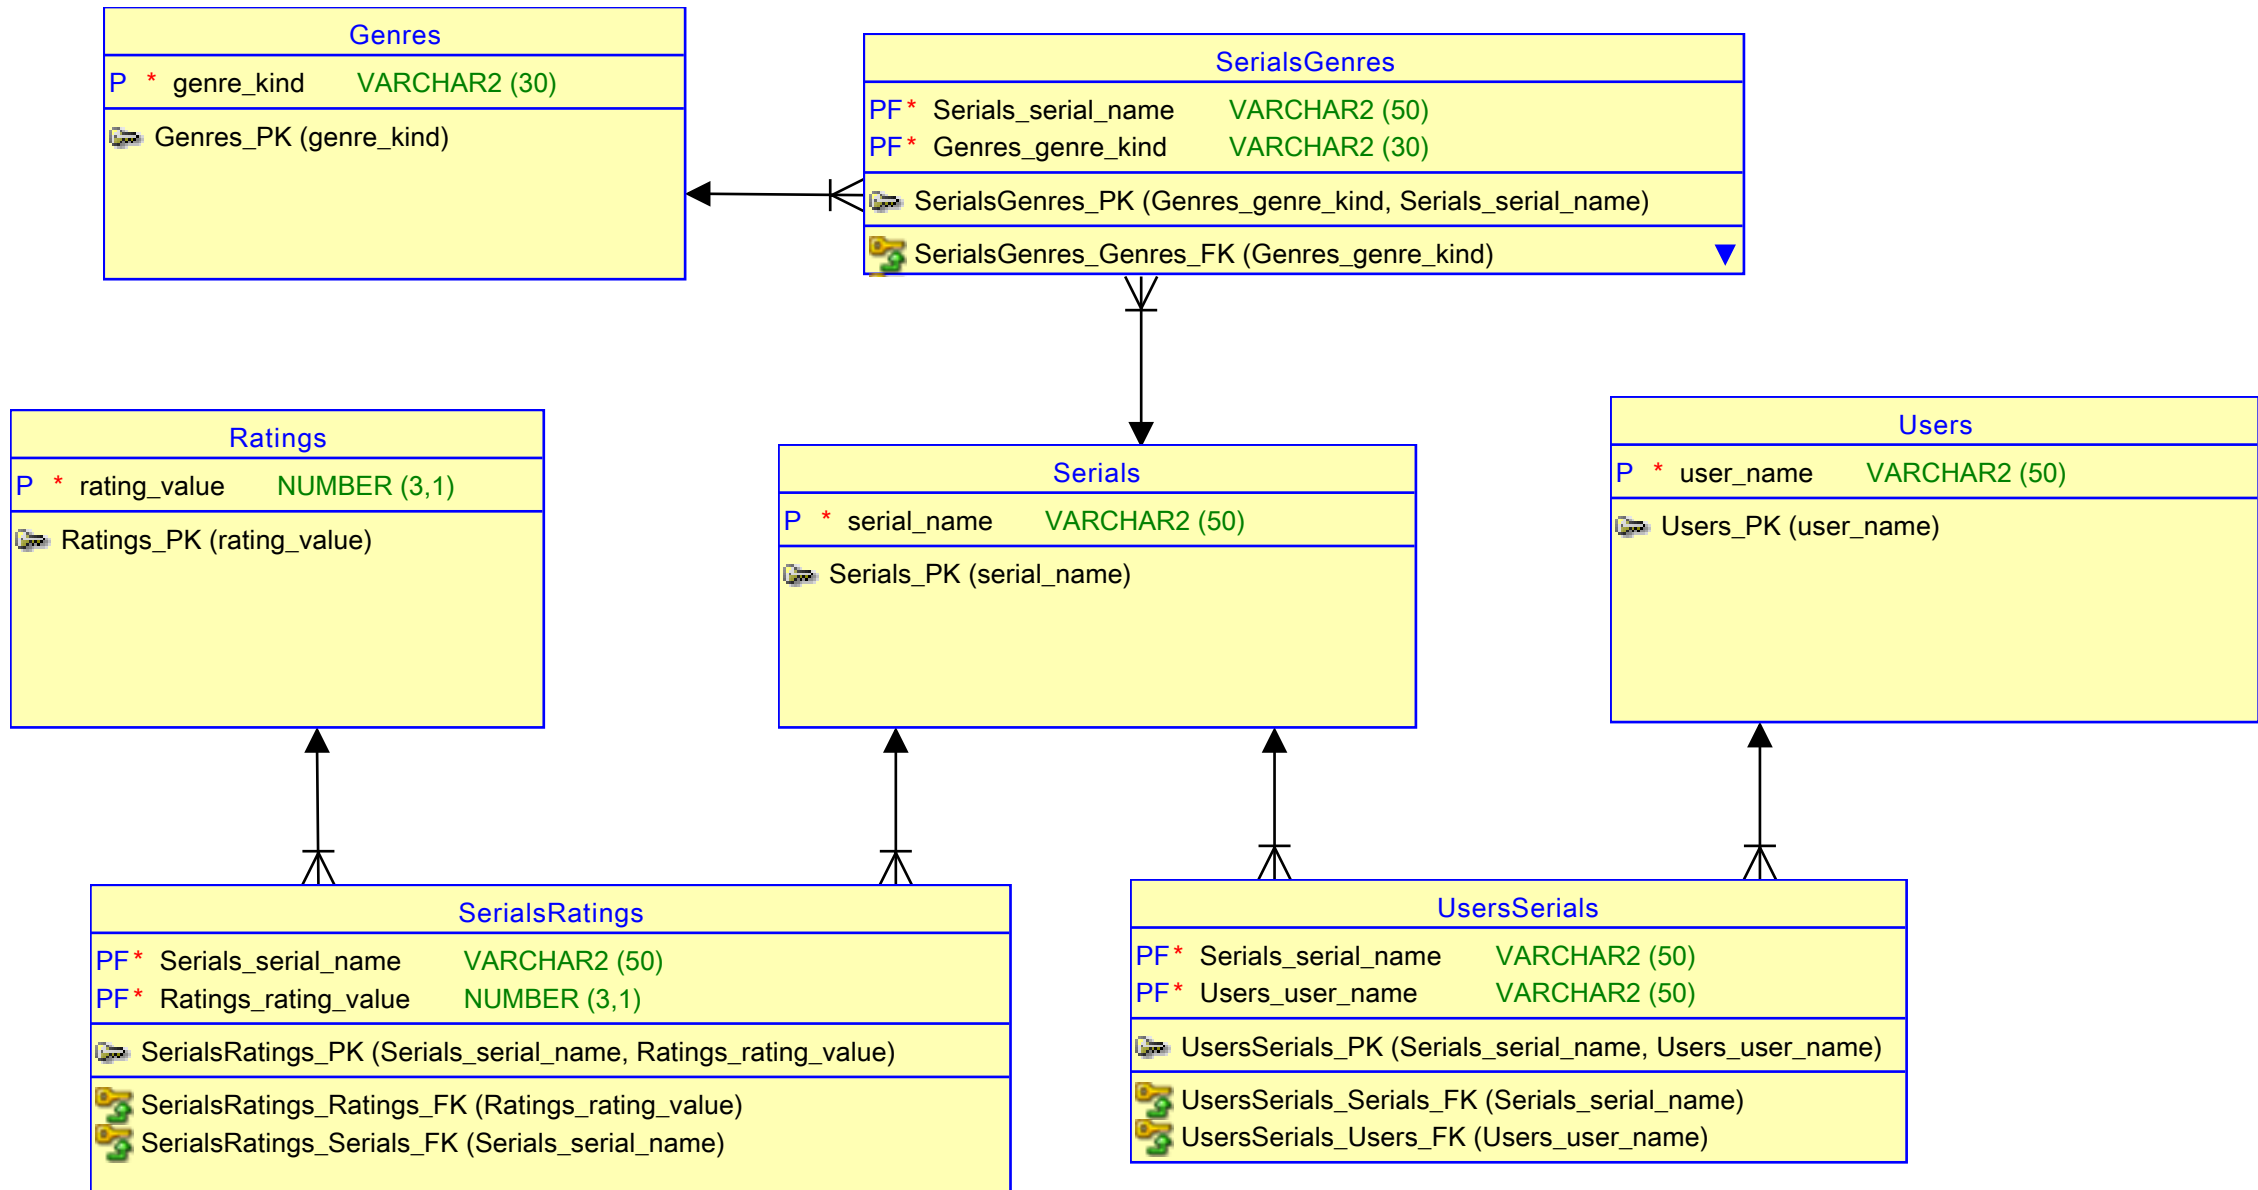 Genres
P * genre_kind VARCHAR2 (30)
Genres_PK (genre_kind)
SerialsGenres
PF* Serials_serial_name VARCHAR2 (50)
PF* Genres_genre_kind VARCHAR2 (30)
SerialsGenres_PK (Genres_genre_kind, Serials_serial_name)
SerialsGenres_Genres_FK (Genres_genre_kind)
Ratings
P * rating_value NUMBER (3,1)
Ratings_PK (rating_value)
Serials
P * serial_name VARCHAR2 (50)
Serials_PK (serial_name)
Users
P * user_name VARCHAR2 (50)
Users_PK (user_name)
SerialsRatings
PF* Serials_serial_name VARCHAR2 (50)
PF* Ratings_rating_value NUMBER (3,1)
SerialsRatings_PK (Serials_serial_name, Ratings_rating_value)
SerialsRatings_Ratings_FK (Ratings_rating_value)
SerialsRatings_Serials_FK (Serials_serial_name)
UsersSerials
PF* Serials_serial_name VARCHAR2 (50)
PF* Users_user_name VARCHAR2 (50)
UsersSerials_PK (Serials_serial_name, Users_user_name)
UsersSerials_Serials_FK (Serials_serial_name)
UsersSerials_Users_FK (Users_user_name)